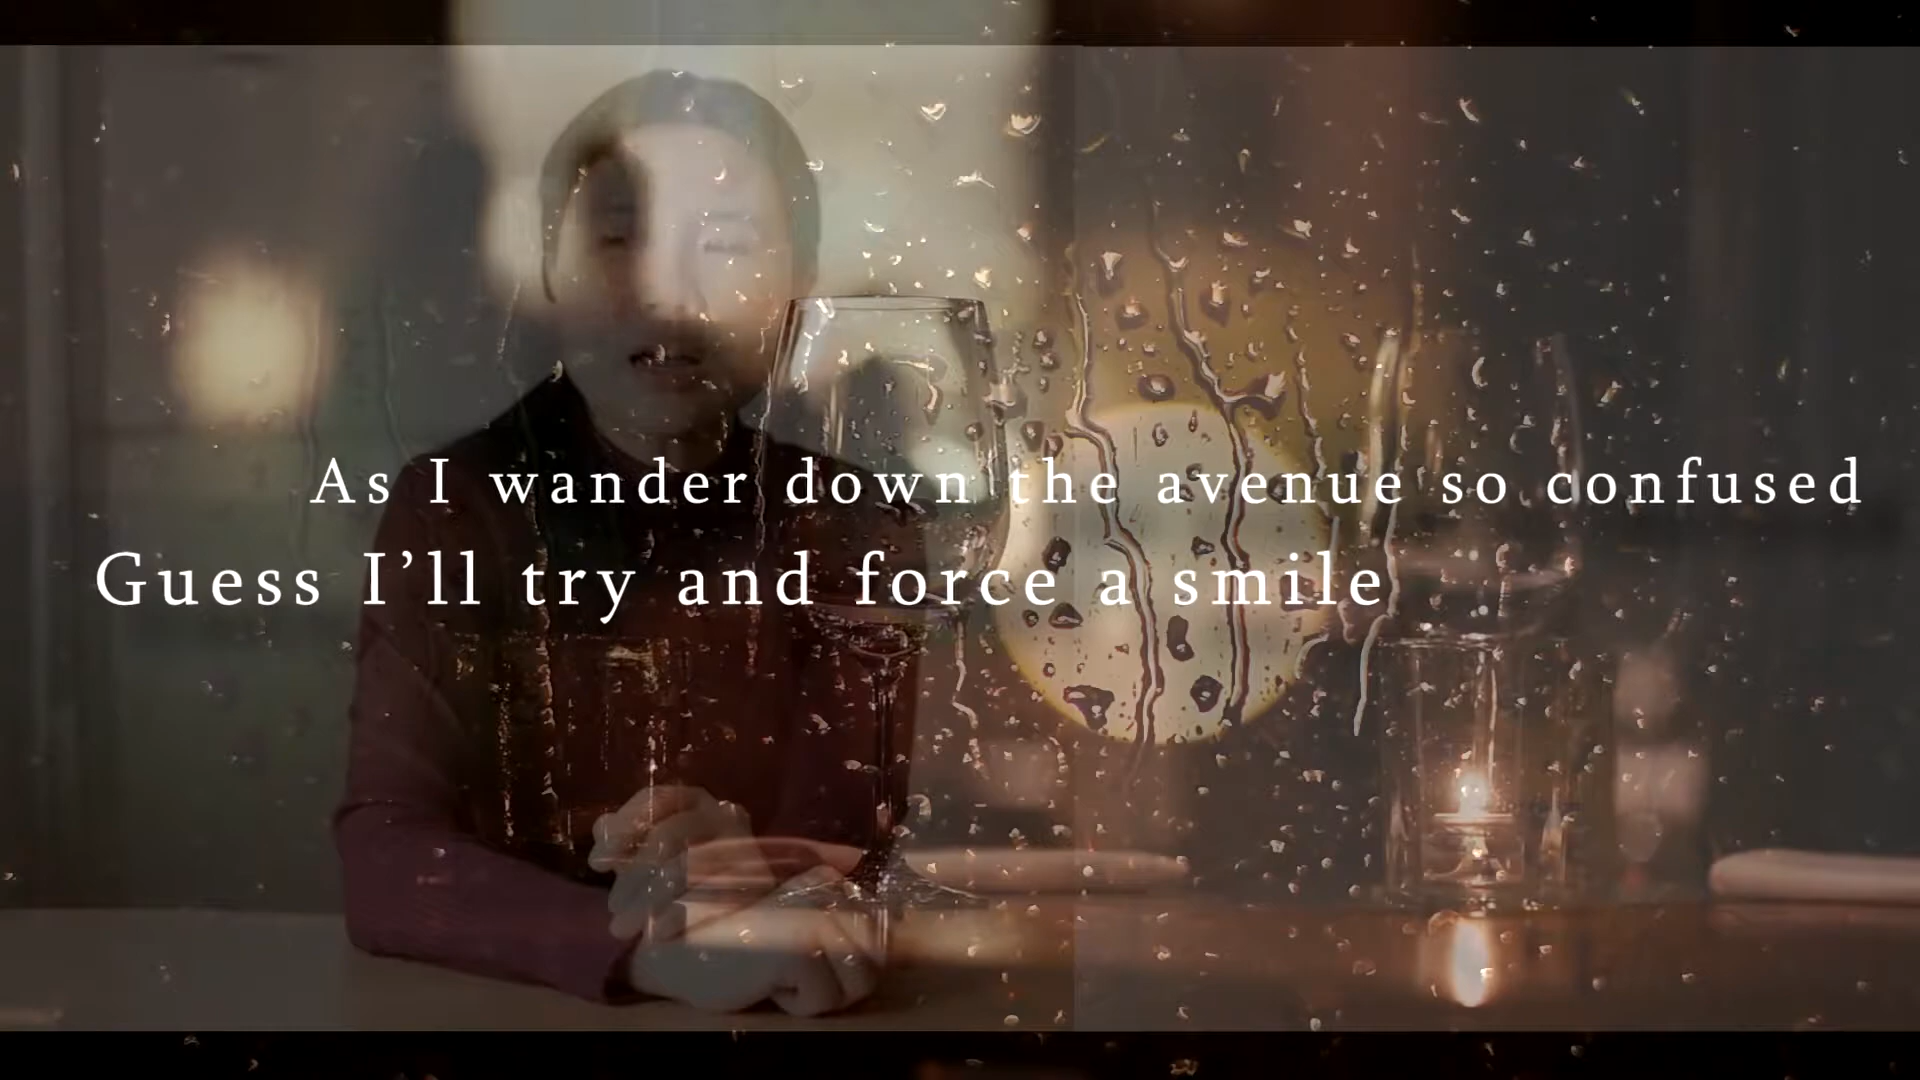 As I wander down the avenue so confused
Guess I’ll try and force a smile